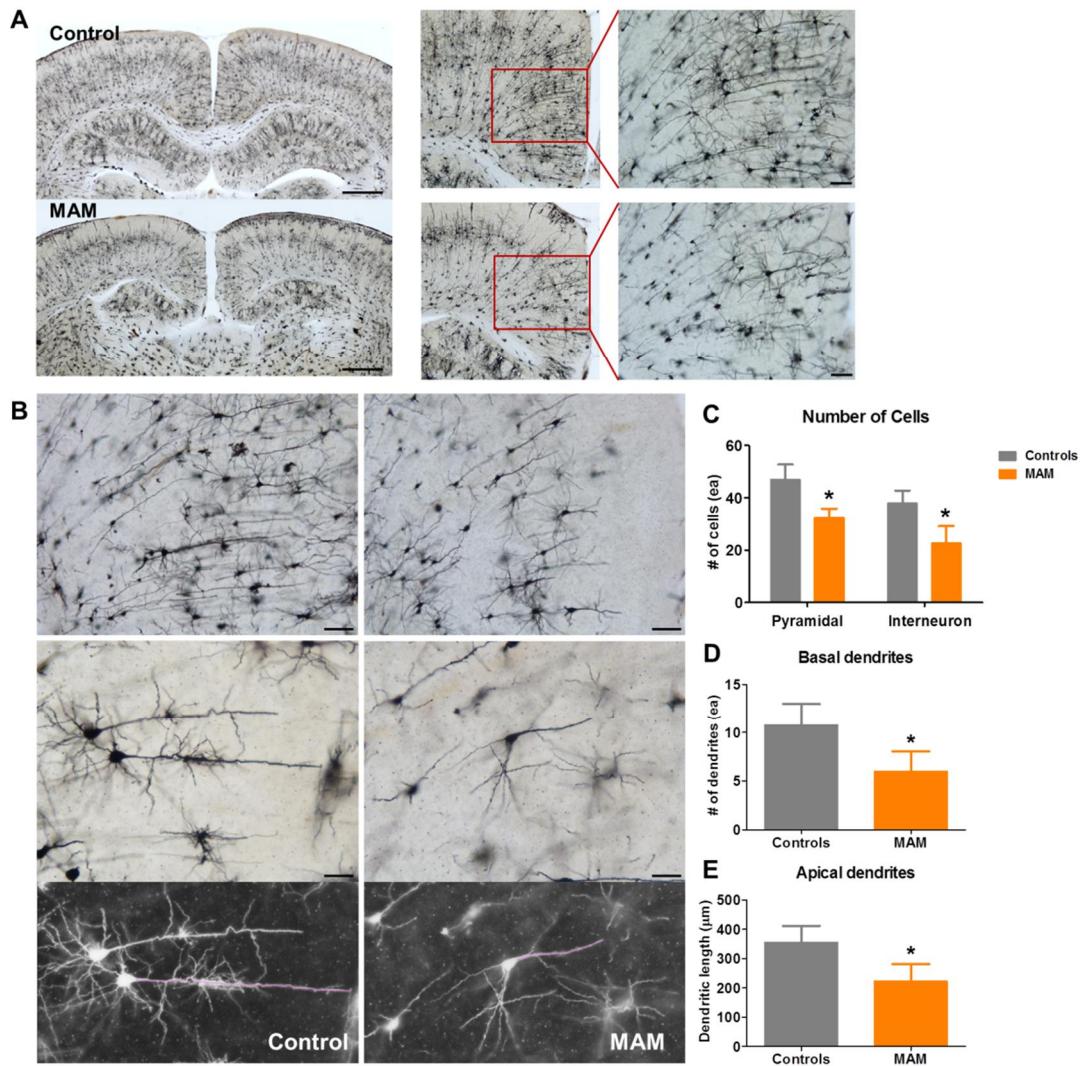 A
Control
MAM
B
Control
MAM
C
Number of Cells
# of cells (ea)
60
40
20
0
*
*
Pyramidal
Interneuron
Controls
MAM
D
Basal dendrites
# of dendrites (ea)
15
10
5
0
*
Controls
MAM
E
Apical dendrites
Dendritic length (μm)
500
400
300
200
100
0
*
Controls
MAM